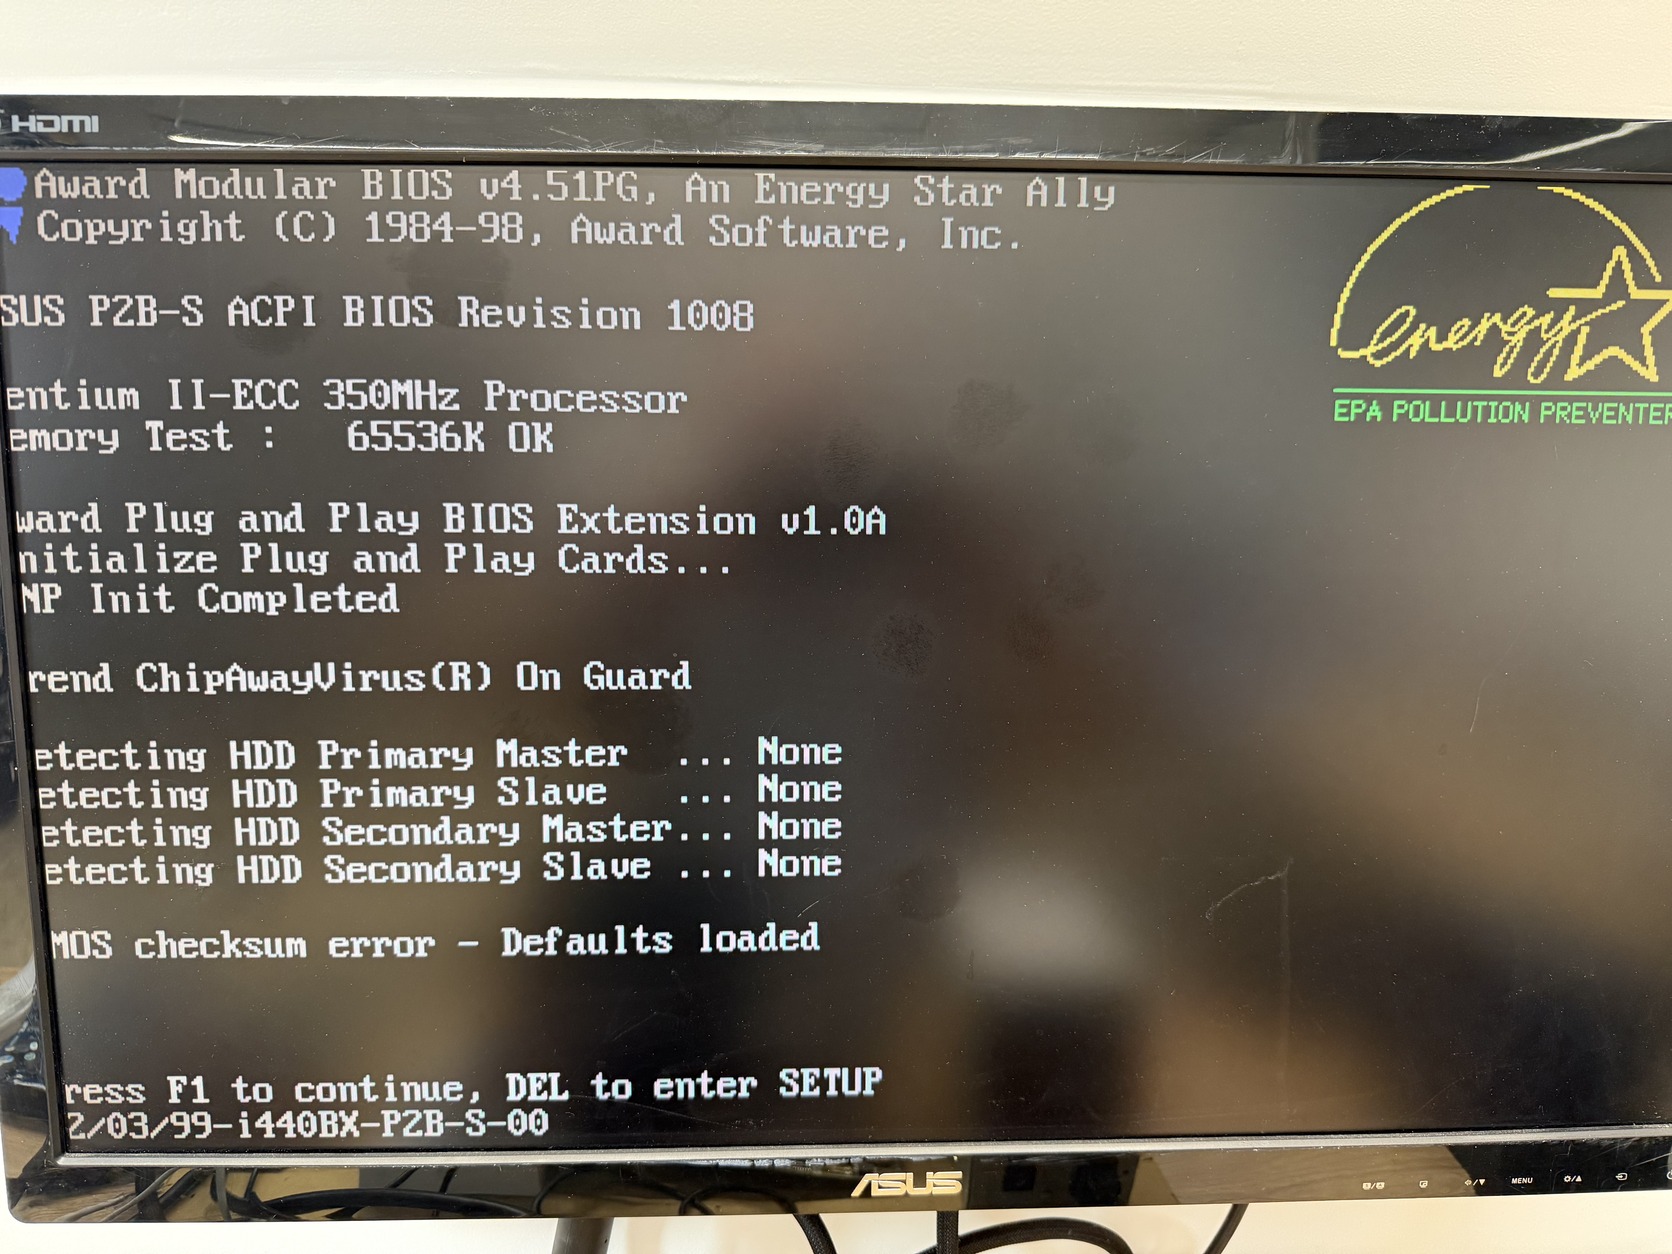 HDMI
Award Modular BIOS v4.51PG, An Energy Star Ally
Copyright (C) 1984-98, Award Software, Inc.
SUS P2B-S ACPI BIOS Revision 1008
entium II-ECC 350MHz Processor
emory Test : 65536K OK
ward Plug and Play BIOS Extension v1.0A
nitialize Plug and Play Cards...
NP Init Completed
rend ChipAwayVirus(R) On Guard
etecting HDD Primary Master ... None
etecting HDD Primary Slave ... None
etecting HDD Secondary Master... None
etecting HDD Secondary Slave ... None
MOS checksum error - Defaults loaded
ress F1 to continue, DEL to enter SETUP
2/03/99-i440BX-P2B-S-00
energy
EPA POLLUTION PREVENTER
ASUS
MENU